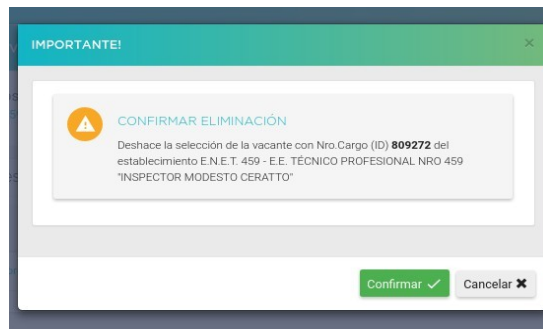 IMPORTANTE!
CONFIRMAR ELIMINACIÓN
Deshace la selección de la vacante con Nro.Cargo (ID) 809272 del
establecimiento E.N.E.T. 459 - E.E. TÉCNICO PROFESIONAL NRO 459
"INSPECTOR MODESTO CERATTO"
Confirmar
Cancelar